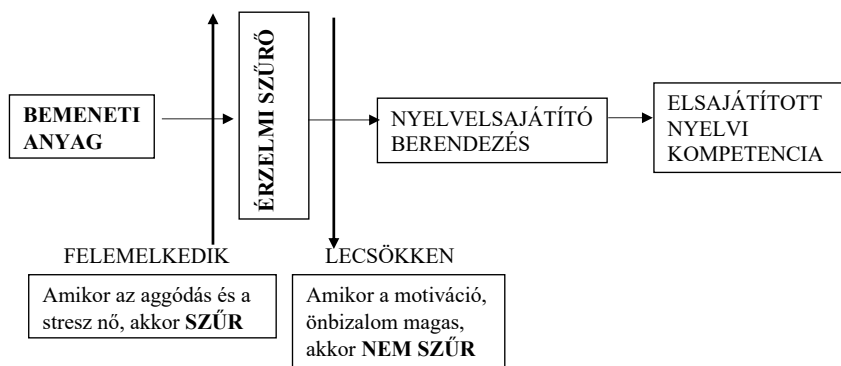 BEMENETI
ANYAG
ÉRZELMI SZŰRŐ
NYELVELSAJÁTÍTÓ
BERENDEZÉS
ELSAJÁTÍTOTT
NYELVI
KOMPETENCIA
FELEMELKEDIK
Amikor az aggódás és a
stressz nő, akkor SZŰR
LECSÖKKEN
Amikor a motiváció,
önbizalom magas,
akkor NEM SZŰR